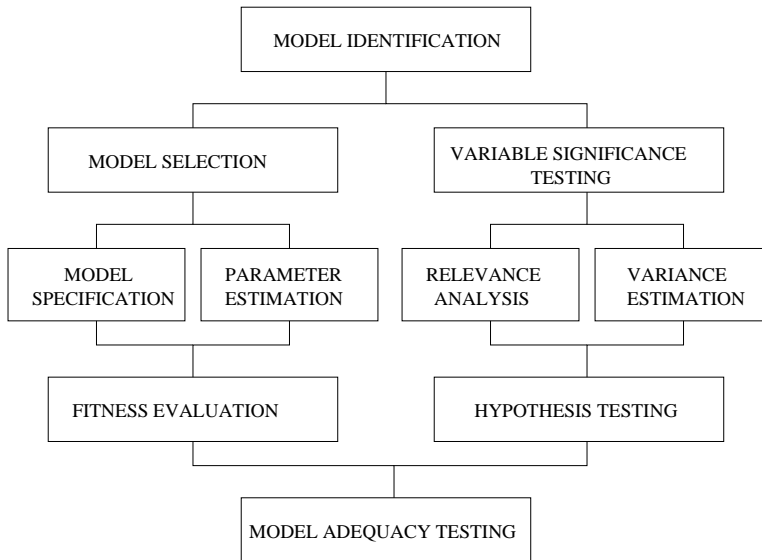 MODEL IDENTIFICATION
MODEL SELECTION
VARIABLE SIGNIFICANCE
TESTING
MODEL
SPECIFICATION
PARAMETER
ESTIMATION
RELEVANCE
ANALYSIS
VARIANCE
ESTIMATION
FITNESS EVALUATION
HYPOTHESIS TESTING
MODEL ADEQUACY TESTING